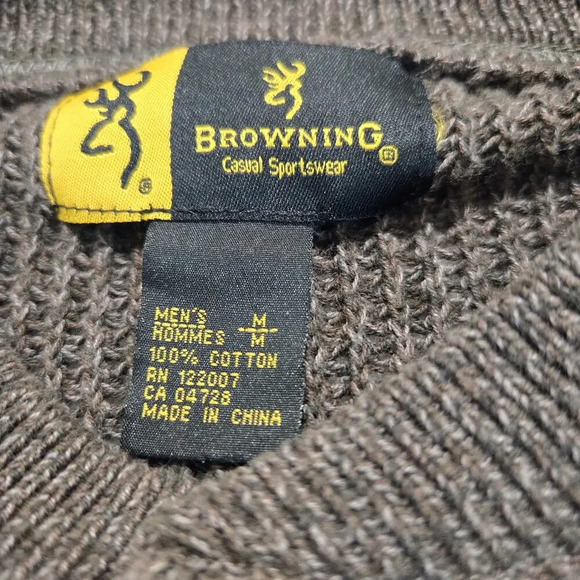 BROWNING®
Casual Sportswear
MEN'S M
HOMMES M
100% COTTON
RN 122007
CA 04728
MADE IN CHINA